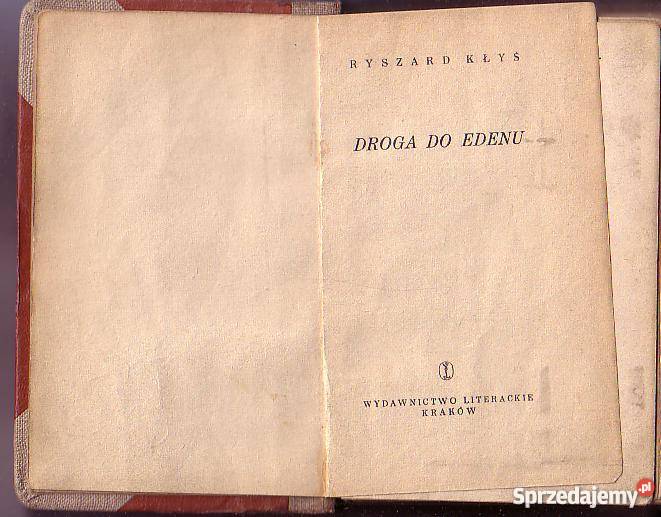 RYSZARD KŁYŚ
DROGA DO EDENU
WYDAWNICTWO LITERACKIE
KRAKÓW
Sprzedajemy.pl